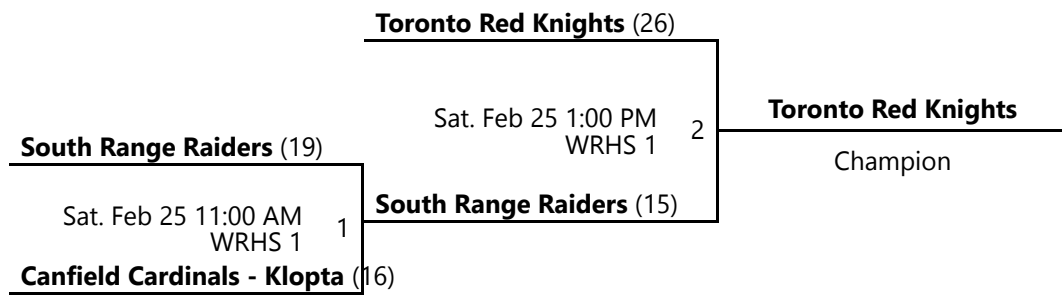 Toronto Red Knights (26)
Sat. Feb 25 1:00 PM
WRHS 1
2
Toronto Red Knights
Champion
South Range Raiders (19)
Sat. Feb 25 11:00 AM
WRHS 1
1
South Range Raiders (15)
Canfield Cardinals - Klopta (16)